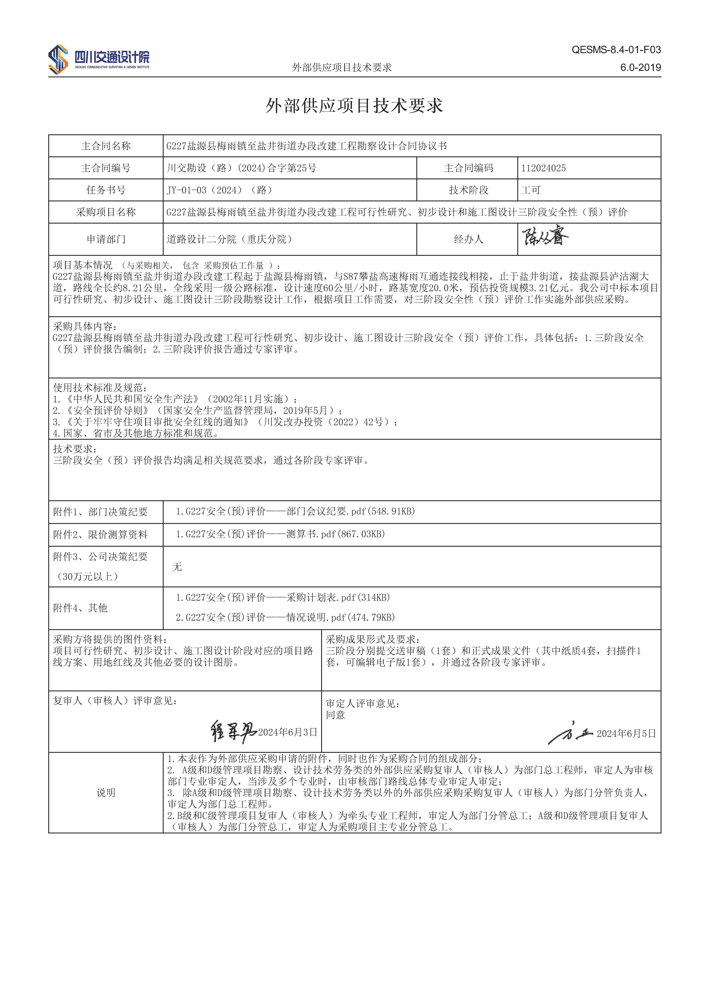 四川交通设计院
SICHUAN COMMUNICATION SURVEYING & DESIGN INSTITUTE
外部供应项目技术要求
QESMS-8.4-01-F03
6.0-2019
外部供应项目技术要求
主合同名称 G227盐源县梅雨镇至盐井街道办段改建工程勘察设计合同协议书
主合同编号 川交勘设（路）(2024)合字第25号 主合同编码 112024025
任务书号 JY-01-03（2024）（路） 技术阶段 工可
采购项目名称 G227盐源县梅雨镇至盐井街道办段改建工程可行性研究、初步设计和施工图设计三阶段安全性（预）评价
申请部门 道路设计二分院（重庆分院） 经办人 陈丛睿
项目基本情况 （与采购相关， 包含 采购预估工作量 ）：
G227盐源县梅雨镇至盐井街道办段改建工程起于盐源县梅雨镇，与S87攀盐高速梅雨互通连接线相接，止于盐井街道，接盐源县泸沽湖大
道，路线全长约8.21公里，全线采用一级公路标准，设计速度60公里/小时，路基宽度20.0米，预估投资规模3.21亿元。我公司中标本项目
可行性研究、初步设计、施工图设计三阶段勘察设计工作，根据项目工作需要，对三阶段安全性（预）评价工作实施外部供应采购。
采购具体内容：
G227盐源县梅雨镇至盐井街道办段改建工程可行性研究、初步设计、施工图设计三阶段安全（预）评价工作，具体包括：1.三阶段安全
（预）评价报告编制；2.三阶段评价报告通过专家评审。
使用技术标准及规范：
1.《中华人民共和国安全生产法》（2002年11月实施）；
2.《安全预评价导则》（国家安全生产监督管理局，2019年5月）；
3.《关于牢牢守住项目审批安全红线的通知》（川发改办投资（2022）42号）；
4.国家、省市及其他地方标准和规范。
技术要求：
三阶段安全（预）评价报告均满足相关规范要求，通过各阶段专家评审。
附件1、部门决策纪要 1.G227安全(预)评价——部门会议纪要.pdf(548.91KB)
附件2、限价测算资料 1.G227安全(预)评价——测算书.pdf(867.03KB)
附件3、公司决策纪要
（30万元以上）
无
附件4、其他
1.G227安全(预)评价——采购计划表.pdf(314KB)
2.G227安全(预)评价——情况说明.pdf(474.79KB)
采购方将提供的图件资料：
项目可行性研究、初步设计、施工图设计阶段对应的项目路
线方案、用地红线及其他必要的设计图册。
采购成果形式及要求：
三阶段分别提交送审稿（1套）和正式成果文件（其中纸质4套，扫描件1
套，可编辑电子版1套），并通过各阶段专家评审。
复审人（审核人）评审意见：
2024年6月3日
审定人评审意见：
同意
方正 2024年6月5日
说明
1.本表作为外部供应采购申请的附件，同时也作为采购合同的组成部分；
2. A级和D级管理项目勘察、设计技术劳务类的外部供应采购复审人（审核人）为部门总工程师，审定人为审核
部门专业审定人，当涉及多个专业时，由审核部门路线总体专业审定人审定；
3. 除A级和D级管理项目勘察、设计技术劳务类以外的外部供应采购采购复审人（审核人）为部门分管负责人，
审定人为部门总工程师。
2.B级和C级管理项目复审人（审核人）为牵头专业工程师，审定人为部门分管总工；A级和D级管理项目复审人
（审核人）为部门分管总工，审定人为采购项目主专业分管总工。